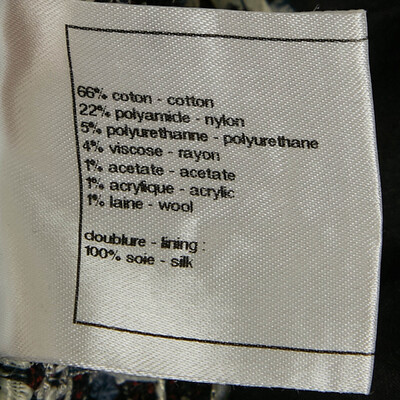 66% coton - cotton
22% polyamide - nylon
5% polyurethanne - polyurethane
4% viscose - rayon
1% acetate - acetate
1% acrylique - acrylic
1% laine - wool
doublure - lining :
100% soie - silk